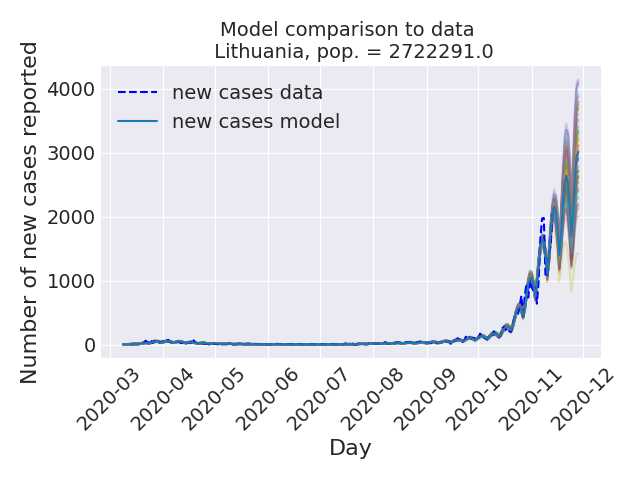 Model comparison to data
Lithuania, pop. = 2722291.0
Number of new cases reported
4000
3000
2000
1000
0
new cases data
new cases model
2020-03
2020-04
2020-05
2020-06
2020-07
2020-08
2020-09
2020-10
2020-11
2020-12
Day